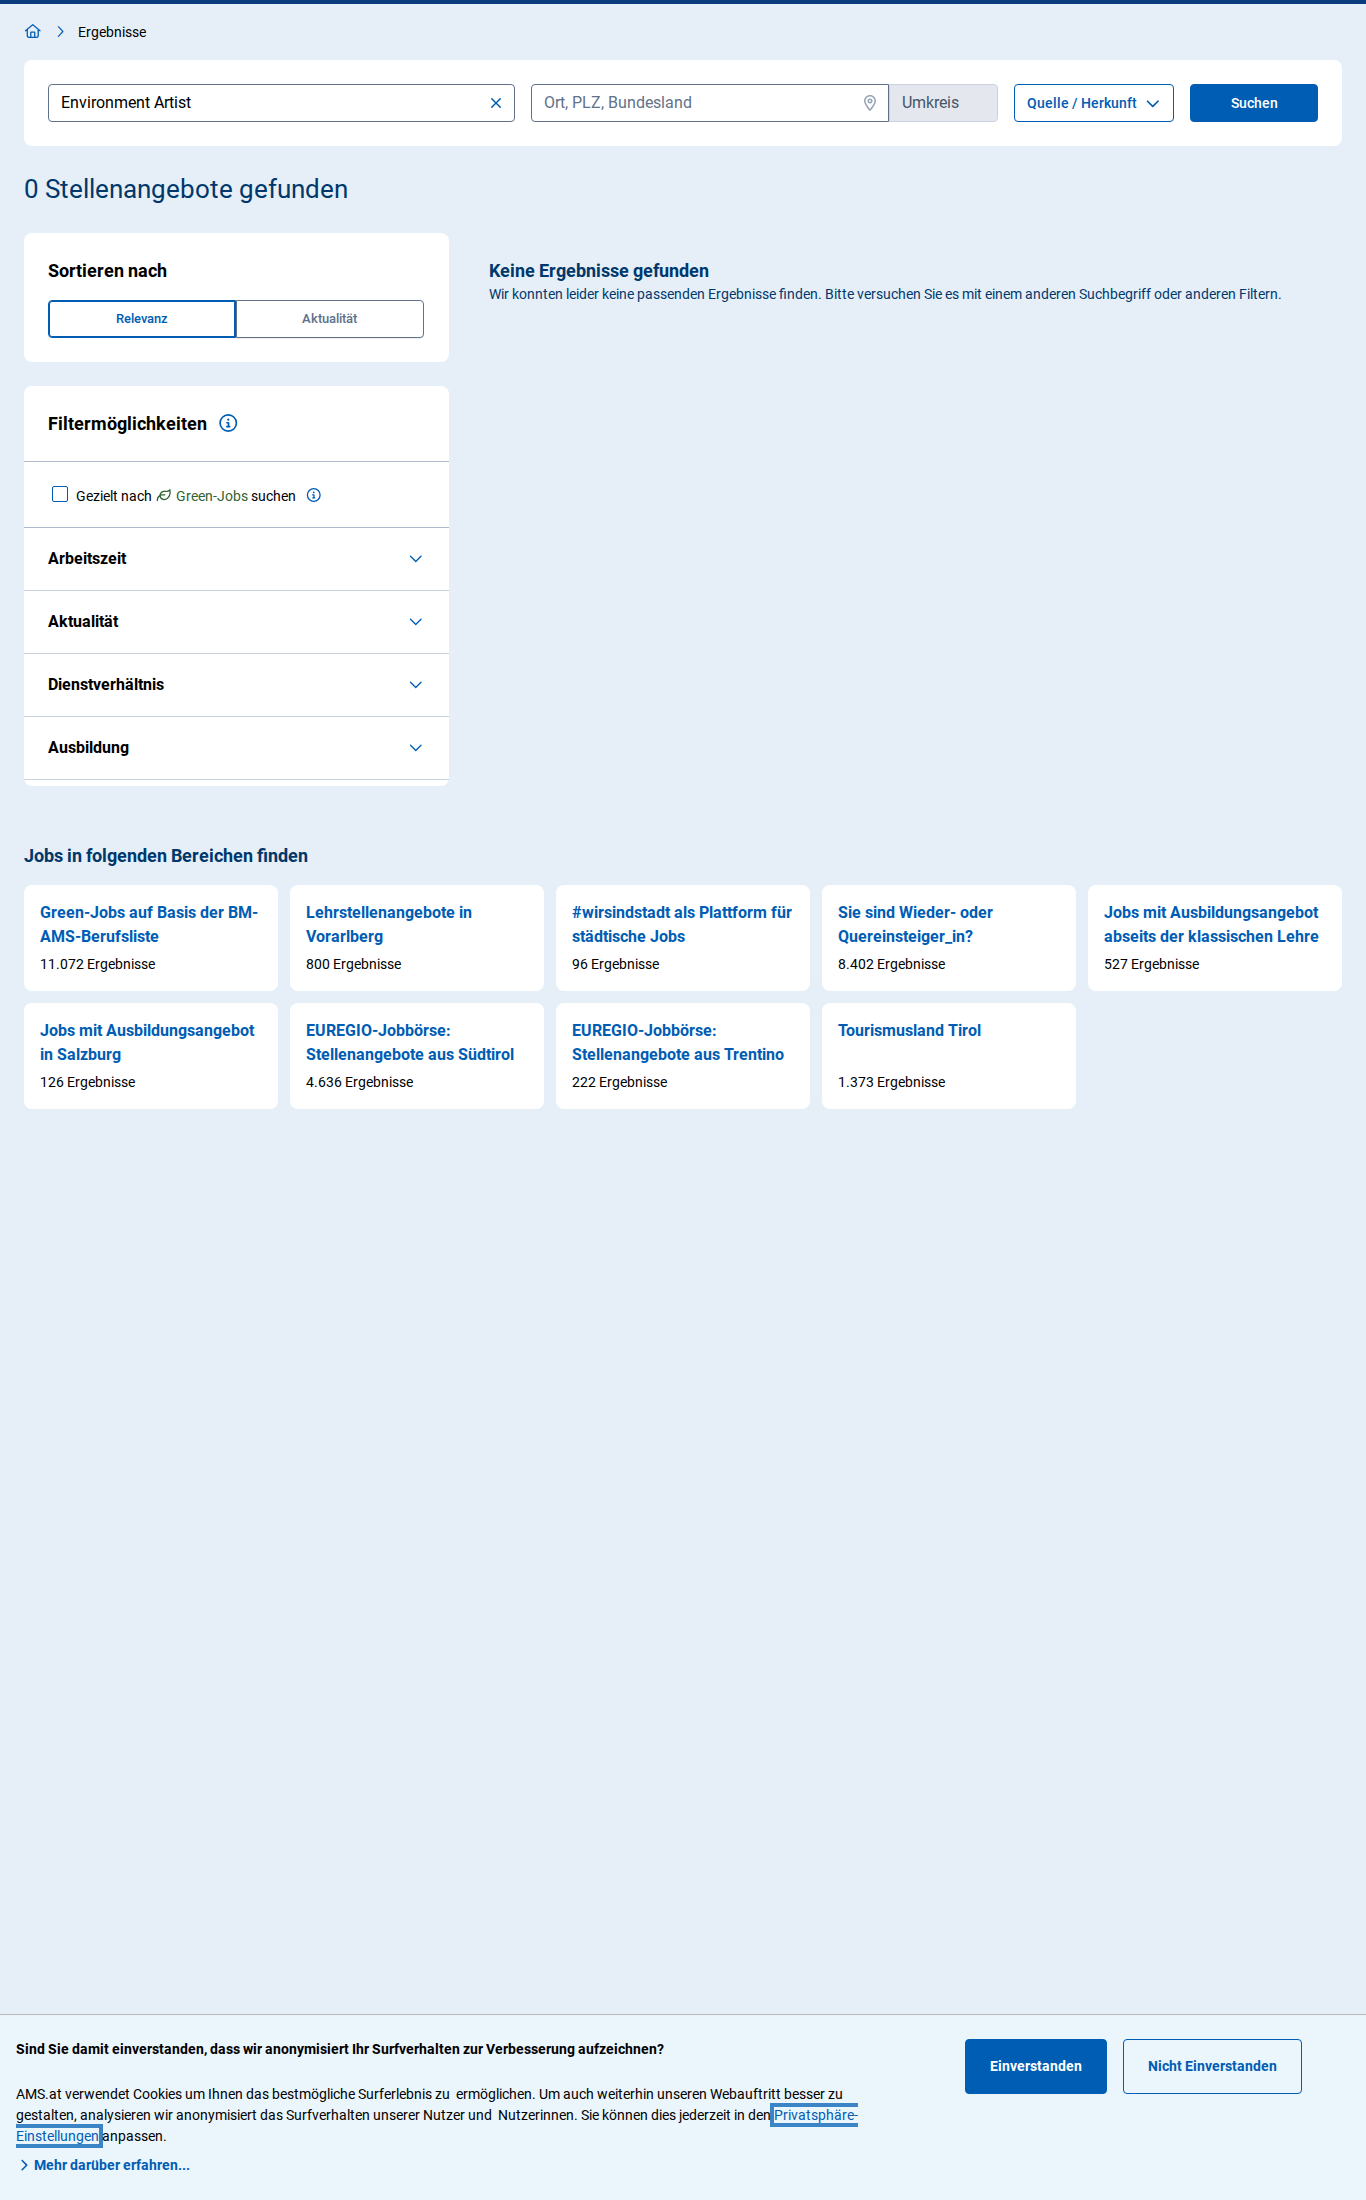 Ergebnisse
Environment Artist
Ort, PLZ, Bundesland
Umkreis
Quelle / Herkunft
Suchen
0 Stellenangebote gefunden
Sortieren nach
Relevanz
Aktualität
Keine Ergebnisse gefunden
Wir konnten leider keine passenden Ergebnisse finden. Bitte versuchen Sie es mit einem anderen Suchbegriff oder anderen Filtern.
Filtermöglichkeiten
Gezielt nach Green-Jobs suchen
Arbeitszeit
Aktualität
Dienstverhältnis
Ausbildung
Jobs in folgenden Bereichen finden
Green-Jobs auf Basis der BM-
AMS-Berufsliste
11.072 Ergebnisse
Lehrstellenangebote in
Vorarlberg
800 Ergebnisse
#wirsindstadt als Plattform für
städtische Jobs
96 Ergebnisse
Sie sind Wieder- oder
Quereinsteiger_in?
8.402 Ergebnisse
Jobs mit Ausbildungsangebot
abseits der klassischen Lehre
527 Ergebnisse
Jobs mit Ausbildungsangebot
in Salzburg
126 Ergebnisse
EUREGIO-Jobbörse:
Stellenangebote aus Südtirol
4.636 Ergebnisse
EUREGIO-Jobbörse:
Stellenangebote aus Trentino
222 Ergebnisse
Tourismusland Tirol
1.373 Ergebnisse
Sind Sie damit einverstanden, dass wir anonymisiert Ihr Surfverhalten zur Verbesserung aufzeichnen?
AMS.at verwendet Cookies um Ihnen das bestmögliche Surferlebnis zu ermöglichen. Um auch weiterhin unseren Webauftritt besser zu
gestalten, analysieren wir anonymisiert das Surfverhalten unserer Nutzer und Nutzerinnen. Sie können dies jederzeit in den Privatsphäre-
Einstellungen anpassen.
Mehr darüber erfahren...
Einverstanden
Nicht Einverstanden